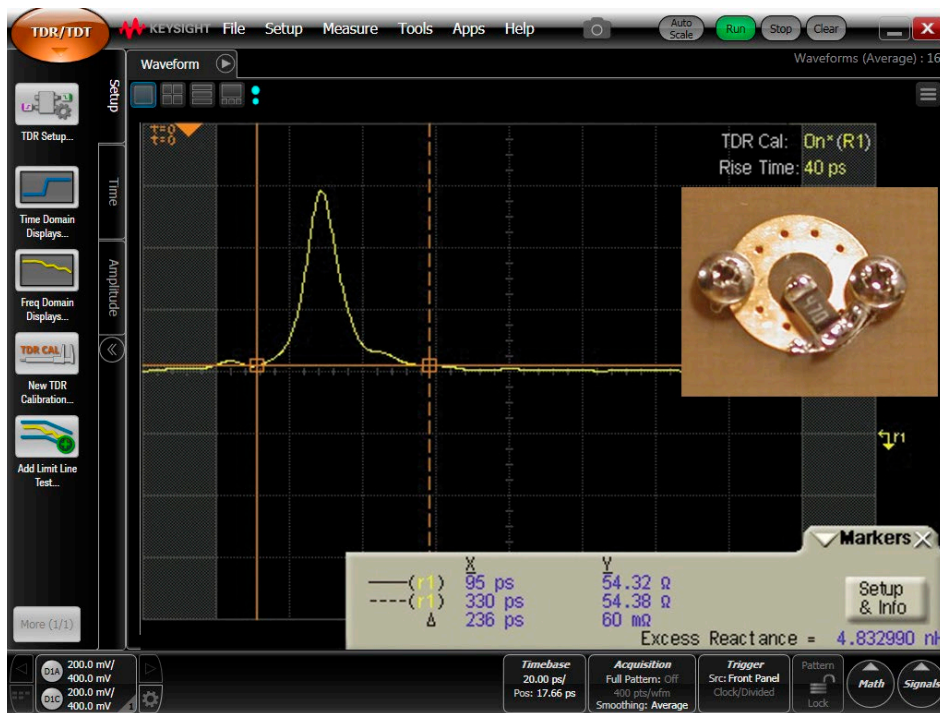 TDR/TDT
KEYSIGHT File Setup Measure Tools Apps Help
Auto Scale
Run
Stop
Clear
Waveform
Waveforms (Average) : 16
Setup
Time
Amplitude
TDR Setup...
Time Domain
Displays...
Freq Domain
Displays...
TDR CAL
New TDR
Calibration...
Add Limit Line
Test...
More (1/1)
t=0
t=0
TDR Cal: On*(R1)
Rise Time: 40 ps
470
r1
Markers
X Y
(r1) 95 ps 54.32 Ω
(r1) 330 ps 54.38 Ω
Δ 236 ps 60 mΩ
Setup
& Info
Excess Reactance = 4.832990 nH
D1A 200.0 mV/
400.0 mV
D1C 200.0 mV/
400.0 mV
1
Timebase
20.00 ps/
Pos: 17.66 ps
Acquisition
Full Pattern: Off
400 pts/wfm
Smoothing: Average
Trigger
Src: Front Panel
Clock/Divided
Pattern
Lock
Math
Signals